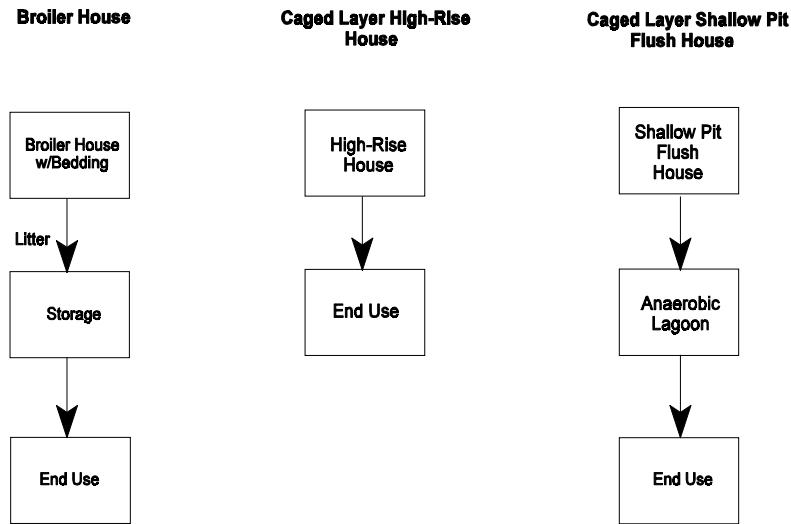 Broiler House
Broiler House
w/Bedding
Litter
Storage
End Use
Caged Layer High-Rise
House
High-Rise
House
End Use
Caged Layer Shallow Pit
Flush House
Shallow Pit
Flush
House
Anaerobic
Lagoon
End Use